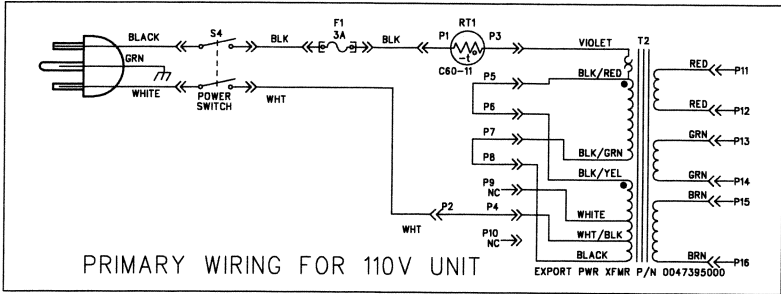 BLACK
S4
BLK
F1
3A
BLK
P1
RT1
P3
-t°
C60-11
VIOLET
T2
GRN
WHITE
POWER
SWITCH
WHT
P5
BLK/RED
P6
P7
BLK/GRN
P8
BLK/YEL
P9
NC
WHITE
P2
P4
WHT
WHT/BLK
P10
NC
BLACK
RED
P11
RED
P12
GRN
P13
GRN
P14
BRN
P15
BRN
P16
PRIMARY WIRING FOR 110V UNIT
EXPORT PWR XFMR P/N 0047395000